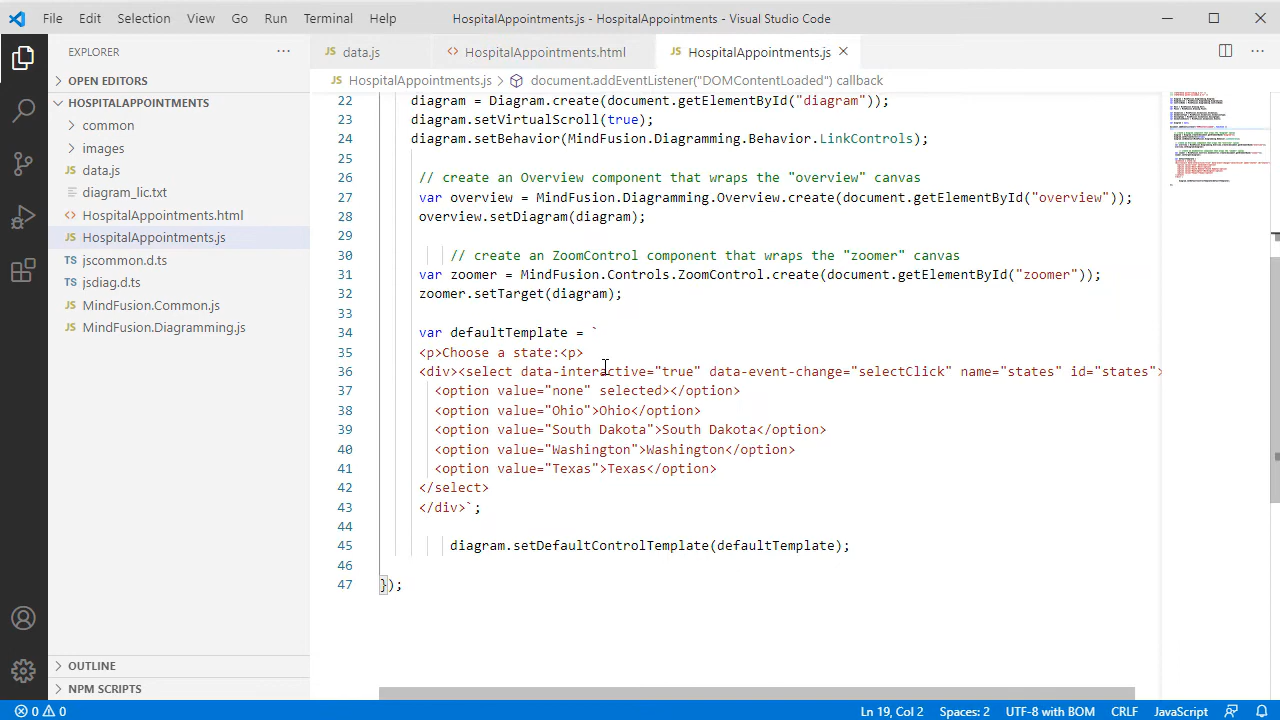 File Edit Selection View Go Run Terminal Help HospitalAppointments.js - HospitalAppointments - Visual Studio Code
EXPLORER
OPEN EDITORS
HOSPITALAPPOINTMENTS
common
images
data.js
diagram_lic.txt
HospitalAppointments.html
HospitalAppointments.js
jscommon.d.ts
jsdiag.d.ts
MindFusion.Common.js
MindFusion.Diagramming.js
OUTLINE
NPM SCRIPTS
data.js HospitalAppointments.html HospitalAppointments.js
HospitalAppointments.js document.addEventListener("DOMContentLoaded") callback
22 diagram = Diagram.create(document.getElementById("diagram"));
23 diagram.setVirtualScroll(true);
24 diagram.setBehavior(MindFusion.Diagramming.Behavior.LinkControls);
25
26 // create an Overview component that wraps the "overview" canvas
27 var overview = MindFusion.Diagramming.Overview.create(document.getElementById("overview"));
28 overview.setDiagram(diagram);
29
30 // create an ZoomControl component that wraps the "zoomer" canvas
31 var zoomer = MindFusion.Controls.ZoomControl.create(document.getElementById("zoomer"));
32 zoomer.setTarget(diagram);
33
34 var defaultTemplate = `
35 <p>Choose a state:<p>
36 <div><select data-interactive="true" data-event-change="selectClick" name="states" id="states">
37 <option value="none" selected></option>
38 <option value="Ohio">Ohio</option>
39 <option value="South Dakota">South Dakota</option>
40 <option value="Washington">Washington</option>
41 <option value="Texas">Texas</option>
42 </select>
43 </div>`;
44
45 diagram.setDefaultControlTemplate(defaultTemplate);
46
47 });
0 0 Ln 19, Col 2 Spaces: 2 UTF-8 with BOM CRLF JavaScript